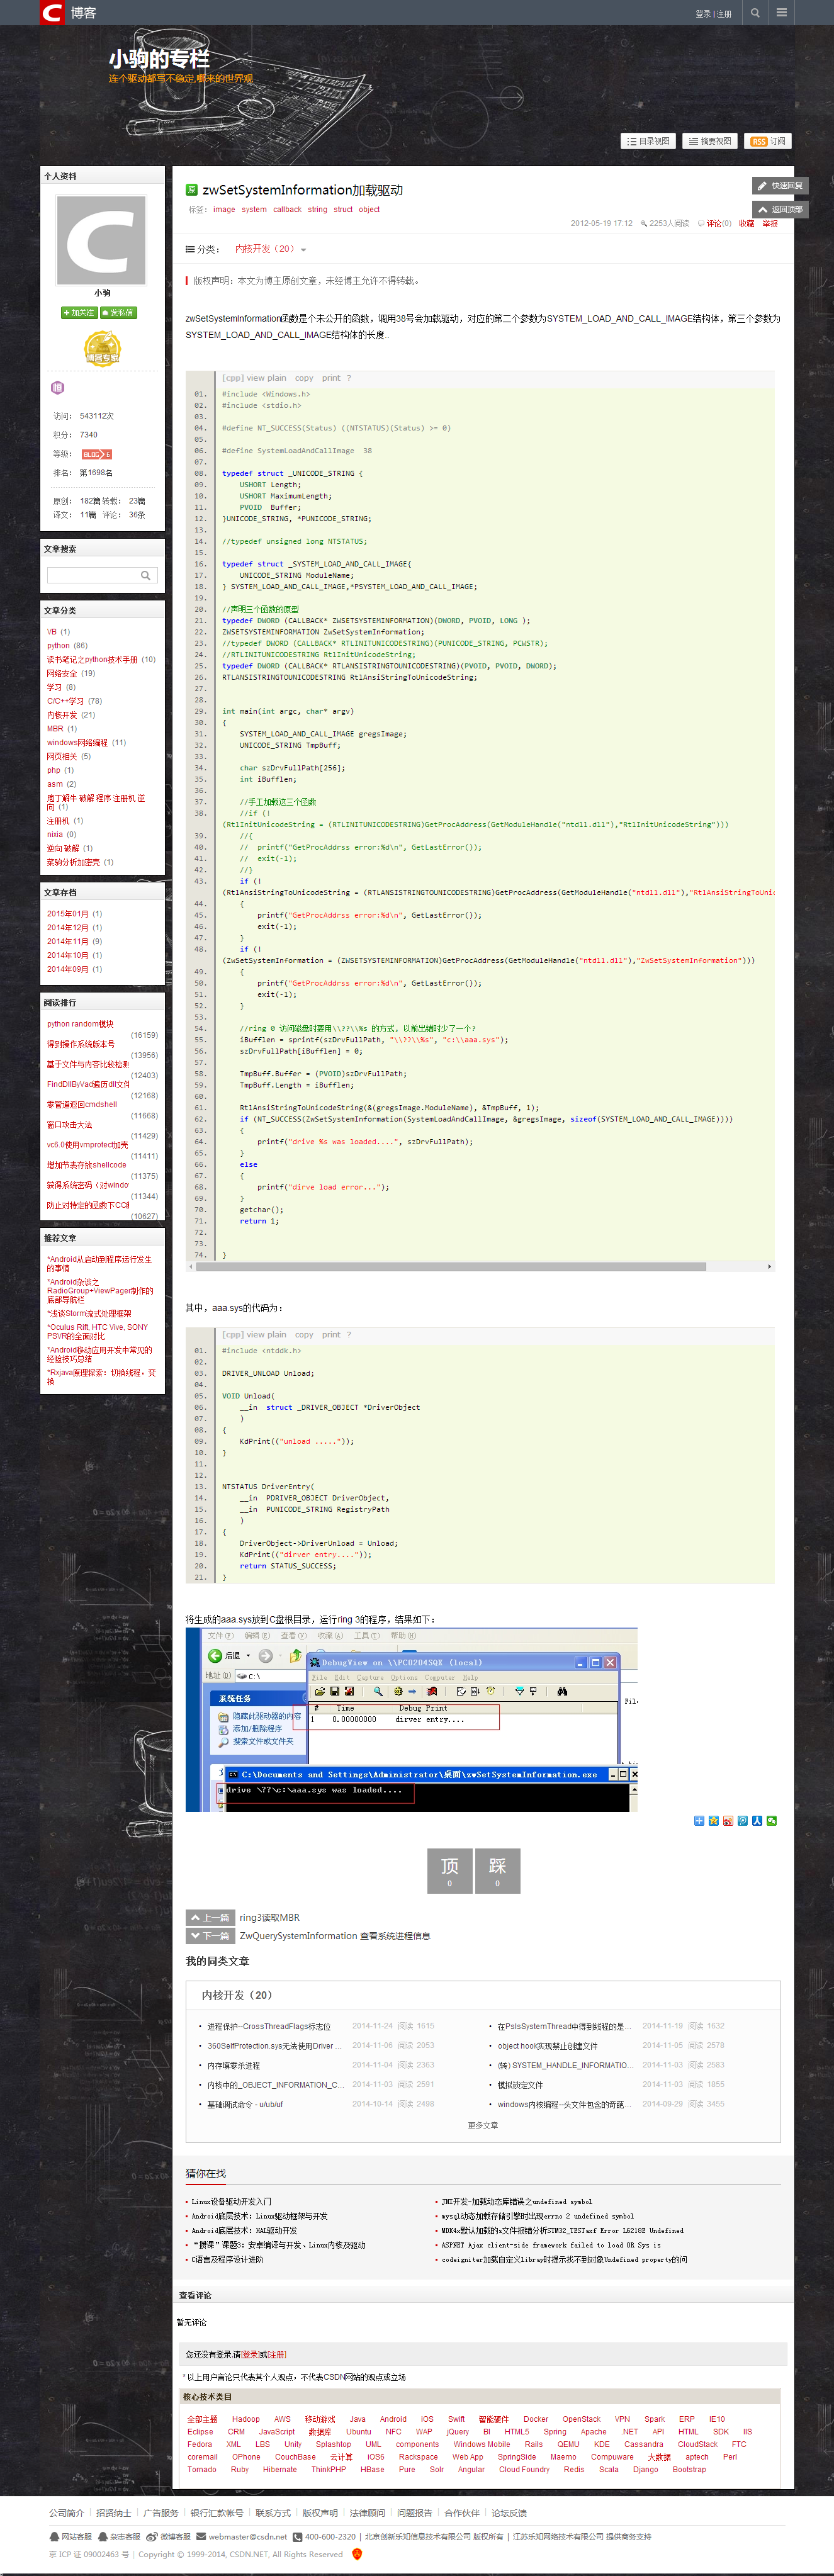 博客
登录 | 注册
小驹的专栏
连个驱动都写不稳定,哪来的世界观
目录视图
摘要视图
RSS 订阅
个人资料
小驹
加关注 发私信
访问： 543112次
积分： 7340
等级： BLOG 6
排名： 第1698名
原创： 182篇 转载： 23篇
译文： 11篇 评论： 36条
文章搜索
文章分类
VB (1)
python (86)
读书笔记之python技术手册 (10)
网络安全 (19)
学习 (8)
C/C++学习 (78)
内核开发 (21)
MBR (1)
windows网络编程 (11)
网页相关 (5)
php (1)
asm (2)
庖丁解牛 破解 程序 注册机 逆
向 (1)
注册机 (1)
nixia (0)
逆向 破解 (1)
菜驹分析加密壳 (1)
文章存档
2015年01月 (1)
2014年12月 (1)
2014年11月 (9)
2014年10月 (1)
2014年09月 (1)
阅读排行
python random模块
(16159)
得到操作系统版本号
(13956)
基于文件与内容比较检测
(12403)
FindDllByVad遍历dll文件
(12168)
零管道返回cmdshell
(11668)
窗口攻击大法
(11429)
vc6.0使用vmprotect加壳
(11411)
增加节表存放shellcode
(11375)
获得系统密码（对windo
(11344)
防止对特定的函数下CC断
(10627)
推荐文章
*Android从启动到程序运行发生
的事情
*Android杂谈之
RadioGroup+ViewPager制作的
底部导航栏
*浅谈Storm流式处理框架
*Oculus Rift, HTC Vive, SONY
PSVR的全面对比
*Android移动应用开发中常见的
经验技巧总结
*Rxjava原理探索：切换线程，变
换
原 zwSetSystemInformation加载驱动
标签： image system callback string struct object
2012-05-19 17:12 2253人阅读 评论(0) 收藏 举报
快速回复
返回顶部
分类： 内核开发（20）
版权声明：本文为博主原创文章，未经博主允许不得转载。
zwSetSystemInformation函数是个未公开的函数，调用38号会加载驱动，对应的第二个参数为SYSTEM_LOAD_AND_CALL_IMAGE结构体，第三个参数为
SYSTEM_LOAD_AND_CALL_IMAGE结构体的长度..
[cpp] view plain copy print ?
01. #include <Windows.h>
02. #include <stdio.h>
03.
04. #define NT_SUCCESS(Status) ((NTSTATUS)(Status) >= 0)
05.
06. #define SystemLoadAndCallImage 38
07.
08. typedef struct _UNICODE_STRING {
09. USHORT Length;
10. USHORT MaximumLength;
11. PVOID Buffer;
12. }UNICODE_STRING, *PUNICODE_STRING;
13.
14. //typedef unsigned long NTSTATUS;
15.
16. typedef struct _SYSTEM_LOAD_AND_CALL_IMAGE{
17. UNICODE_STRING ModuleName;
18. } SYSTEM_LOAD_AND_CALL_IMAGE,*PSYSTEM_LOAD_AND_CALL_IMAGE;
19.
20. //声明三个函数的原型
21. typedef DWORD (CALLBACK* ZWSETSYSTEMINFORMATION)(DWORD, PVOID, LONG );
22. ZWSETSYSTEMINFORMATION ZwSetSystemInformation;
23. //typedef DWORD (CALLBACK* RTLINITUNICODESTRING)(PUNICODE_STRING, PCWSTR);
24. //RTLINITUNICODESTRING RtlInitUnicodeString;
25. typedef DWORD (CALLBACK* RTLANSISTRINGTOUNICODESTRING)(PVOID, PVOID, DWORD);
26. RTLANSISTRINGTOUNICODESTRING RtlAnsiStringToUnicodeString;
27.
28.
29. int main(int argc, char* argv)
30. {
31. SYSTEM_LOAD_AND_CALL_IMAGE gregsImage;
32. UNICODE_STRING TmpBuff;
33.
34. char szDrvFullPath[256];
35. int iBufflen;
36.
37. //手工加载这三个函数
38. //if (!
(RtlInitUnicodeString = (RTLINITUNICODESTRING)GetProcAddress(GetModuleHandle("ntdll.dll"),"RtlInitUnicodeString")))
39. //{
40. // printf("GetProcAddrss error:%d\n", GetLastError());
41. // exit(-1);
42. //}
43. if (!
(RtlAnsiStringToUnicodeString = (RTLANSISTRINGTOUNICODESTRING)GetProcAddress(GetModuleHandle("ntdll.dll"),"RtlAnsiStringToUnic
44. {
45. printf("GetProcAddrss error:%d\n", GetLastError());
46. exit(-1);
47. }
48. if (!
(ZwSetSystemInformation = (ZWSETSYSTEMINFORMATION)GetProcAddress(GetModuleHandle("ntdll.dll"),"ZwSetSystemInformation")))
49. {
50. printf("GetProcAddrss error:%d\n", GetLastError());
51. exit(-1);
52. }
53.
54. //ring 0 访问磁盘时要用\\??\\%s 的方式，以前出错时少了一个?
55. iBufflen = sprintf(szDrvFullPath, "\\??\\%s", "c:\\aaa.sys");
56. szDrvFullPath[iBufflen] = 0;
57.
58. TmpBuff.Buffer = (PVOID)szDrvFullPath;
59. TmpBuff.Length = iBufflen;
60.
61. RtlAnsiStringToUnicodeString(&(gregsImage.ModuleName), &TmpBuff, 1);
62. if (NT_SUCCESS(ZwSetSystemInformation(SystemLoadAndCallImage, &gregsImage, sizeof(SYSTEM_LOAD_AND_CALL_IMAGE))))
63. {
64. printf("drive %s was loaded....", szDrvFullPath);
65. }
66. else
67. {
68. printf("dirve load error...");
69. }
70. getchar();
71. return 1;
72.
73.
74. }
其中，aaa.sys的代码为：
[cpp] view plain copy print ?
01. #include <ntddk.h>
02.
03. DRIVER_UNLOAD Unload;
04.
05. VOID Unload(
06. __in struct _DRIVER_OBJECT *DriverObject
07. )
08. {
09. KdPrint(("unload ....."));
10. }
11.
12.
13. NTSTATUS DriverEntry(
14. __in PDRIVER_OBJECT DriverObject,
15. __in PUNICODE_STRING RegistryPath
16. )
17. {
18. DriverObject->DriverUnload = Unload;
19. KdPrint(("dirver entry...."));
20. return STATUS_SUCCESS;
21. }
将生成的aaa.sys放到C盘根目录，运行ring 3的程序，结果如下：
文件(F) 编辑(E) 查看(V) 收藏(A) 工具(T) 帮助(H)
后退
地址(D) C:\
DebugView on \\PC0204SQX (local)
File Edit Capture Options Computer Help
系统任务
隐藏此驱动器的内容
添加/删除程序
搜索文件或文件夹
# Time Debug Print
1 0.00000000 dirver entry....
C:\Documents and Settings\Administrator\桌面\zwSetSystemInformation.exe
drive \??\c:\aaa.sys was loaded....
顶
0
踩
0
上一篇 ring3读取MBR
下一篇 ZwQuerySystemInformation 查看系统进程信息
我的同类文章
内核开发（20）
进程保护--CrossThreadFlags标志位 2014-11-24 阅读 1615
在PsIsSystemThread中得到线程的是... 2014-11-19 阅读 1632
360SelfProtection.sys无法使用Driver ... 2014-11-06 阅读 2053
object hook实现禁止创建文件 2014-11-05 阅读 2578
内存填零杀进程 2014-11-04 阅读 2363
(转) SYSTEM_HANDLE_INFORMATIO... 2014-11-03 阅读 2583
内核中的_OBJECT_INFORMATION_C... 2014-11-03 阅读 2591
模拟锁定文件 2014-11-03 阅读 1855
基础调试命令 - u/ub/uf 2014-10-14 阅读 2498
windows内核编程--头文件包含的奇葩... 2014-09-29 阅读 3455
更多文章
猜你在找
Linux设备驱动开发入门
JNI开发-加载动态库错误之undefined symbol
Android底层技术：Linux驱动框架与开发
mysql动态加载存储引擎时出现errno 2 undefined symbol
Android底层技术：HAL驱动开发
MDK4x默认加载的s文件报错分析STM32_TESTaxf Error L6218E Undefined
“攒课”课题3：安卓编译与开发、Linux内核及驱动
ASPNET Ajax client-side framework failed to load OR Sys is
C语言及程序设计进阶
codeigniter加载自定义libray时提示找不到对象Undefined property的问
查看评论
暂无评论
您还没有登录,请[登录]或[注册]
* 以上用户言论只代表其个人观点，不代表CSDN网站的观点或立场
核心技术类目
全部主题 Hadoop AWS 移动游戏 Java Android iOS Swift 智能硬件 Docker OpenStack VPN Spark ERP IE10
Eclipse CRM JavaScript 数据库 Ubuntu NFC WAP jQuery BI HTML5 Spring Apache .NET API HTML SDK IIS
Fedora XML LBS Unity Splashtop UML components Windows Mobile Rails QEMU KDE Cassandra CloudStack FTC
coremail OPhone CouchBase 云计算 iOS6 Rackspace Web App SpringSide Maemo Compuware 大数据 aptech Perl
Tornado Ruby Hibernate ThinkPHP HBase Pure Solr Angular Cloud Foundry Redis Scala Django Bootstrap
公司简介 | 招贤纳士 | 广告服务 | 银行汇款帐号 | 联系方式 | 版权声明 | 法律顾问 | 问题报告 | 合作伙伴 | 论坛反馈
网站客服 杂志客服 微博客服 webmaster@csdn.net 400-600-2320 | 北京创新乐知信息技术有限公司 版权所有 | 江苏乐知网络技术有限公司 提供商务支持
京 ICP 证 09002463 号 | Copyright © 1999-2014, CSDN.NET, All Rights Reserved